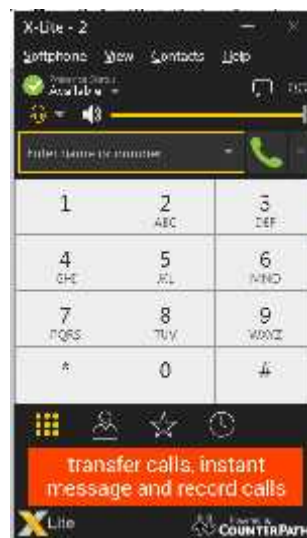 X-Lite - 2
Softphone View Contacts Help
Presence Status
Available
Enter name or number
1 2 3
ABC DEF
4 5 6
GHI JKL MNO
7 8 9
PQRS TUV WXYZ
* 0 #
transfer calls, instant
message and record calls
X Lite
COUNTERPATH